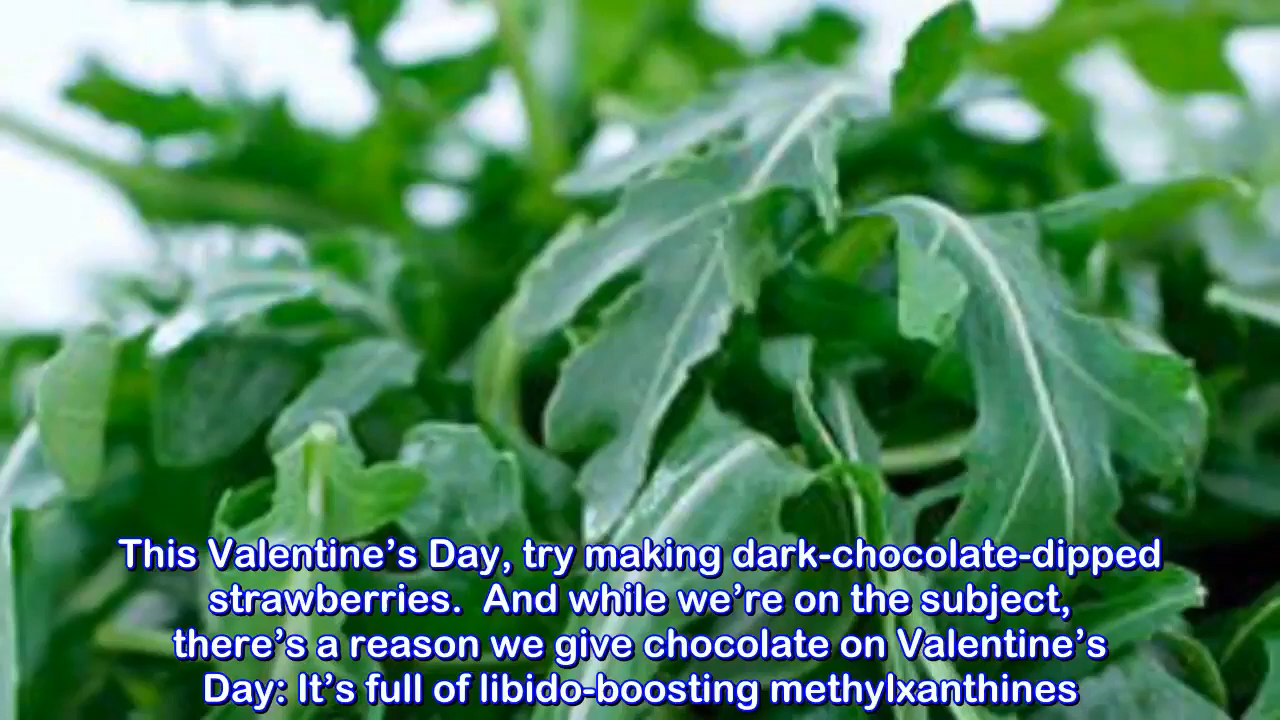 This Valentine’s Day, try making dark-chocolate-dipped
strawberries.  And while we’re on the subject,
there’s a reason we give chocolate on Valentine’s
Day: It’s full of libido-boosting methylxanthines